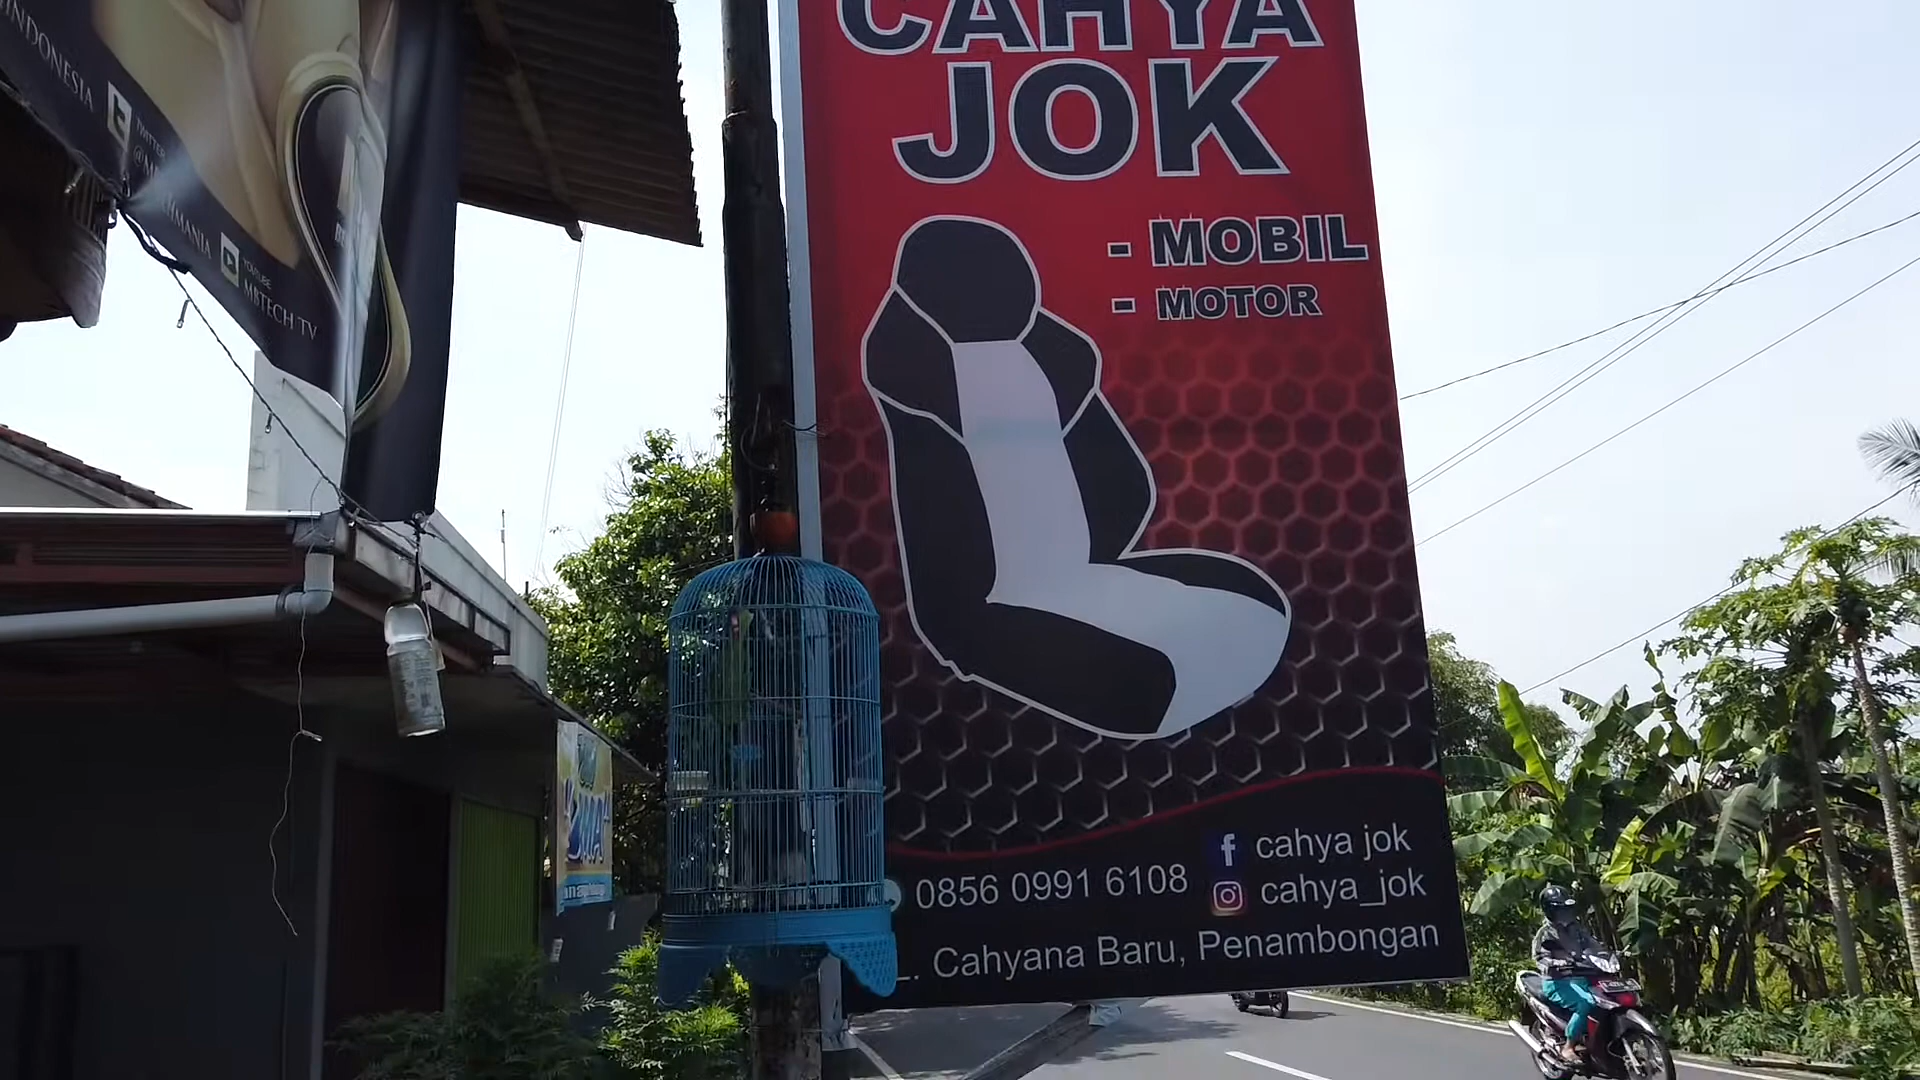 INDONESIA
TWITTER
YOUTUBE
MBTECH TV
CAHYA
JOK
- MOBIL
- MOTOR
cahya jok
0856 0991 6108
cahya_jok
. Cahyana Baru, Penambongan